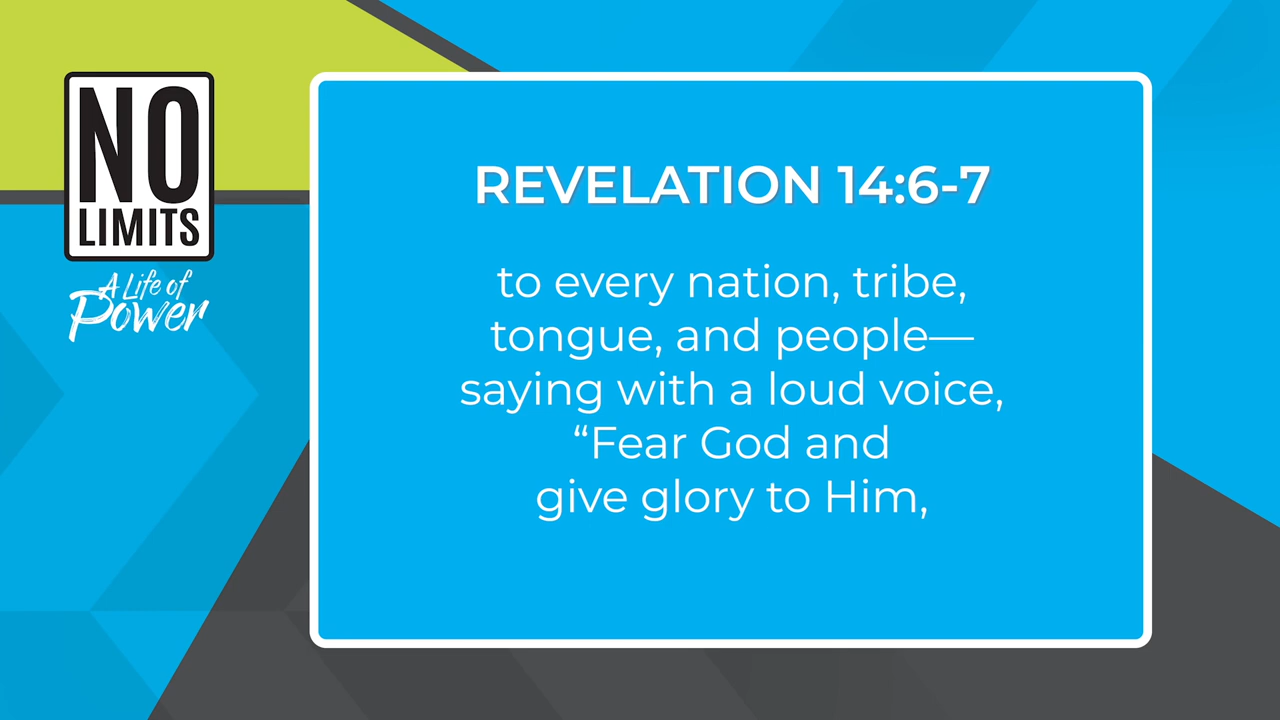 NO
LIMITS
A Life of
Power
REVELATION 14:6-7
to every nation, tribe,
tongue, and people—
saying with a loud voice,
“Fear God and
give glory to Him,